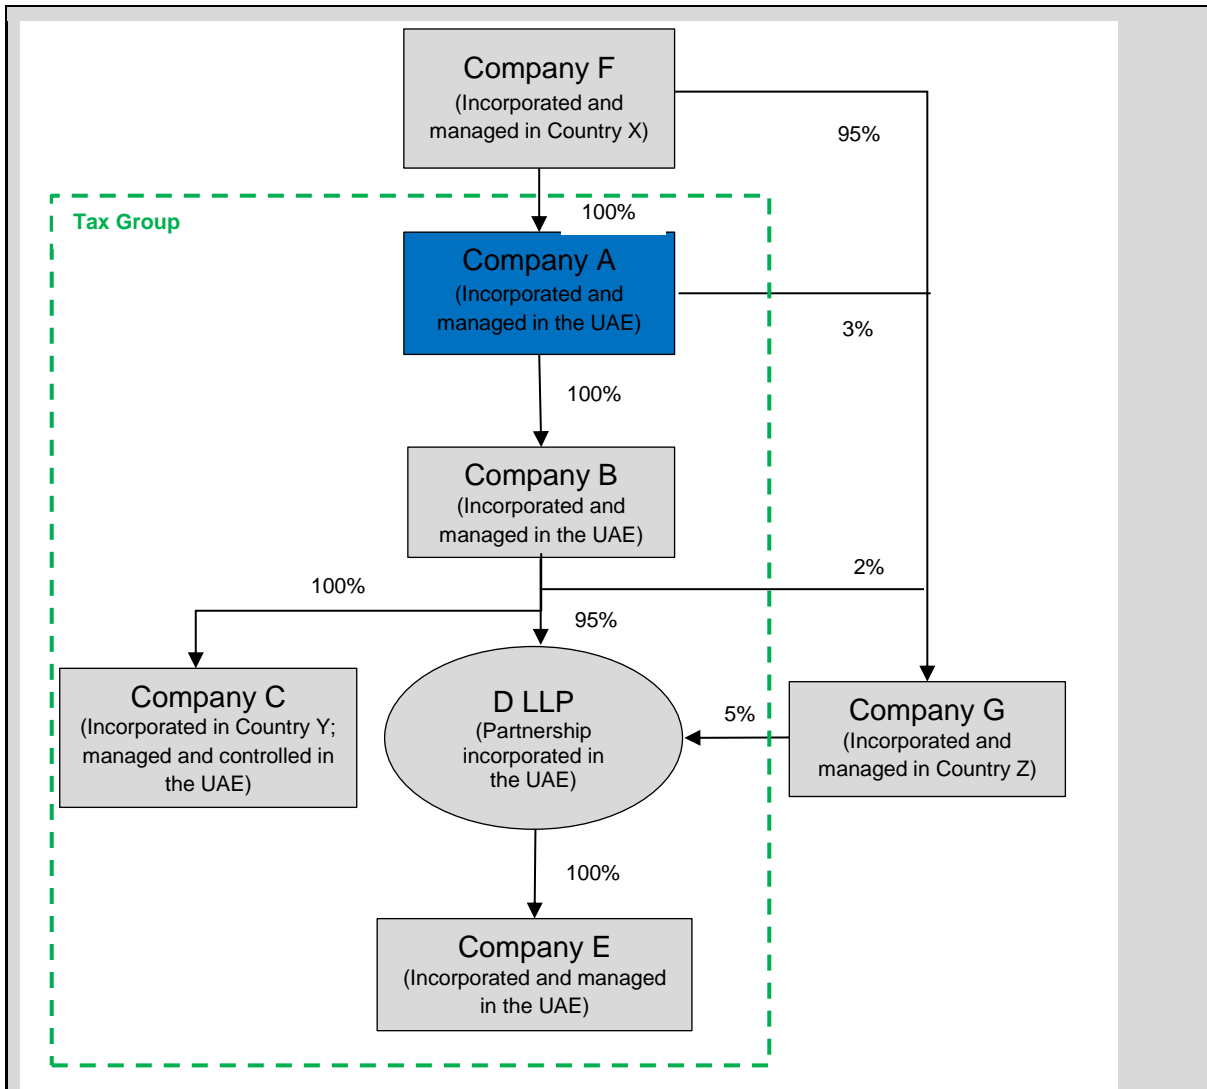 Company F
(Incorporated and
managed in Country X)
95%
100%
Tax Group
Company A
(Incorporated and
managed in the UAE)
3%
100%
Company B
(Incorporated and
managed in the UAE)
2%
100%
95%
Company C
(Incorporated in Country Y;
managed and controlled in
the UAE)
D LLP
(Partnership
incorporated in
the UAE)
5%
Company G
(Incorporated and
managed in Country Z)
100%
Company E
(Incorporated and managed
in the UAE)